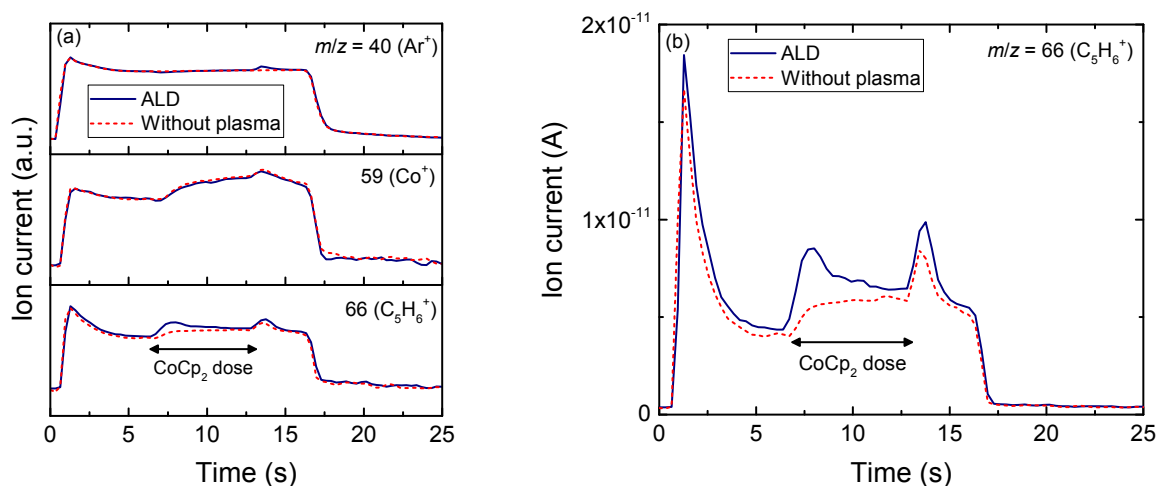 (a)
m/z = 40 (Ar⁺)
ALD
Without plasma
59 (Co⁺)
66 (C₅H₆⁺)
CoCp₂ dose
Ion current (a.u.)
0 5 10 15 20 25
Time (s)
(b)
ALD
Without plasma
m/z = 66 (C₅H₆⁺)
CoCp₂ dose
2x10⁻¹¹
1x10⁻¹¹
0
Ion current (A)
0 5 10 15 20 25
Time (s)